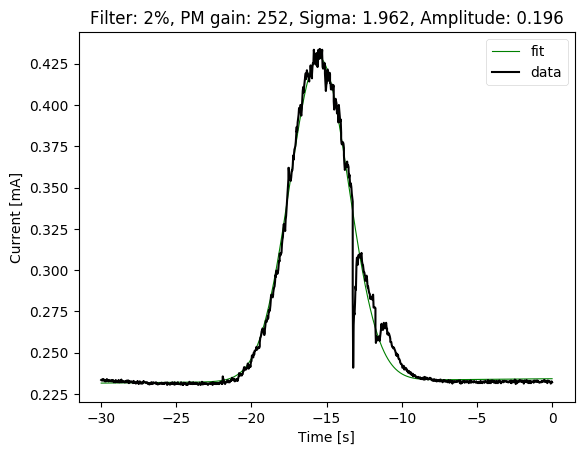 Filter: 2%, PM gain: 252, Sigma: 1.962, Amplitude: 0.196
fit
data
0.425
0.400
0.375
0.350
0.325
0.300
0.275
0.250
0.225
Current [mA]
−30 −25 −20 −15 −10 −5 0
Time [s]